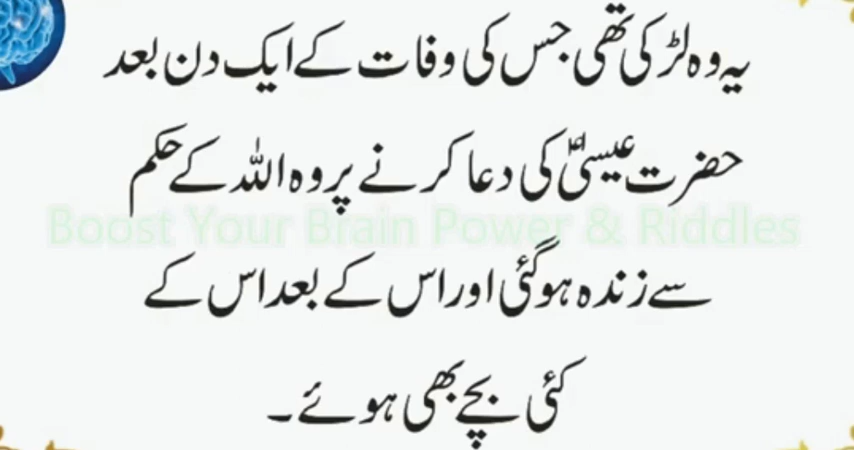 یہ وہ لڑکی تھی جس کی وفات کے ایک دن بعد
حضرت عیسیٰؑ کی دعا کرنے پر وہ اللہ کے حکم
Boost Your Brain Power & Riddles
سے زندہ ہوگئی اور اس کے بعد اس کے
کئی بچے بھی ہوئے۔